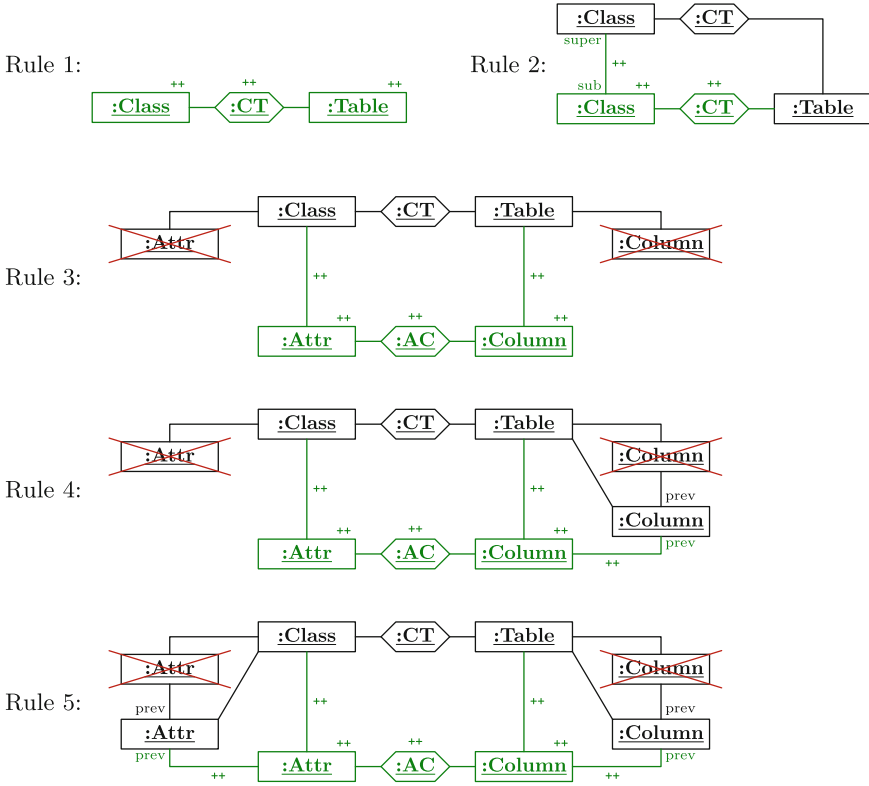 Rule 1:
:Class ++
:CT ++
:Table ++
Rule 2:
:Class
:CT
super
++
sub
:Class ++
:CT ++
:Table
Rule 3:
:Attr
:Class
:CT
:Table
:Column
++
++
:Attr ++
:AC ++
:Column ++
Rule 4:
:Attr
:Class
:CT
:Table
:Column
prev
:Column
prev
++
++
:Attr ++
:AC ++
:Column ++
++
Rule 5:
:Attr
prev
:Attr
prev
++
:Class
:CT
:Table
:Column
prev
:Column
prev
++
++
:Attr ++
:AC ++
:Column ++
++